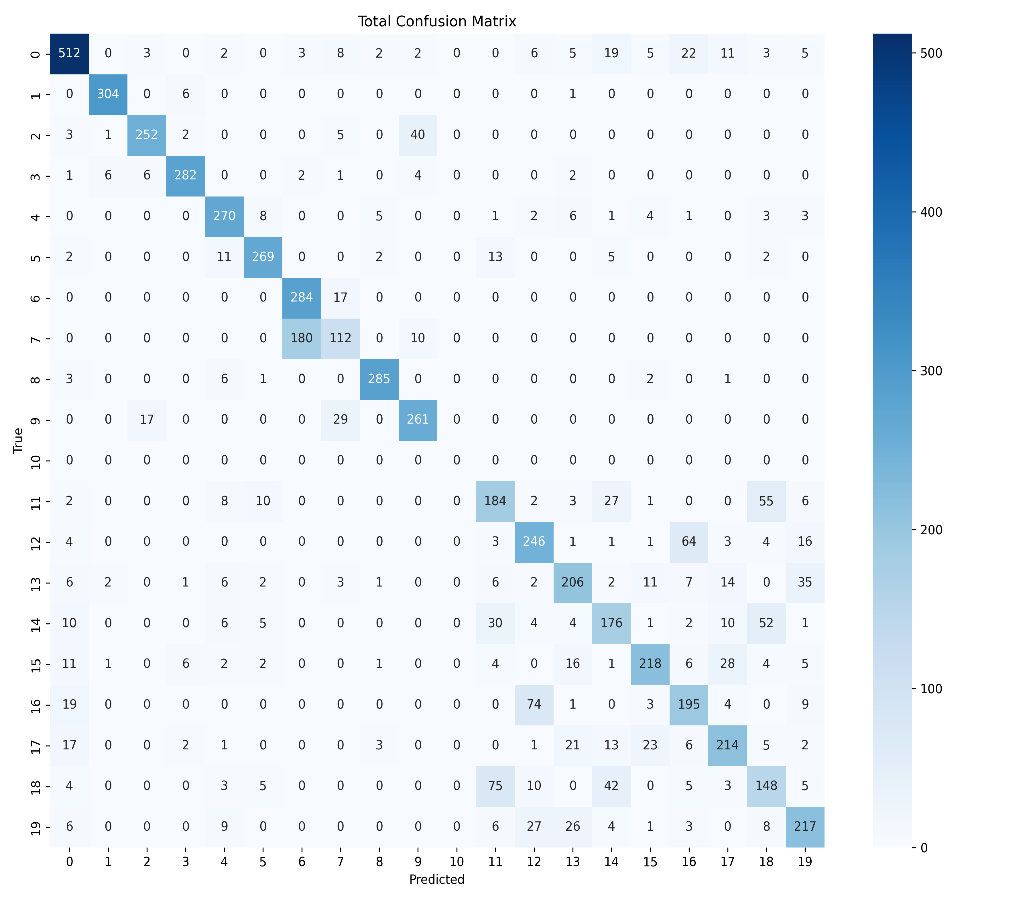 Total Confusion Matrix
0 512 0 3 0 2 0 3 8 2 2 0 0 6 5 19 5 22 11 3 5
1 0 304 0 6 0 0 0 0 0 0 0 0 0 1 0 0 0 0 0 0
2 3 1 252 2 0 0 0 5 0 40 0 0 0 0 0 0 0 0 0 0
3 1 6 6 282 0 0 2 1 0 4 0 0 0 2 0 0 0 0 0 0
4 0 0 0 0 270 8 0 0 5 0 0 1 2 6 1 4 1 0 3 3
5 2 0 0 0 11 269 0 0 2 0 0 13 0 0 5 0 0 0 2 0
6 0 0 0 0 0 0 284 17 0 0 0 0 0 0 0 0 0 0 0 0
7 0 0 0 0 0 0 180 112 0 10 0 0 0 0 0 0 0 0 0 0
8 3 0 0 0 6 1 0 0 285 0 0 0 0 0 0 2 0 1 0 0
9 0 0 17 0 0 0 0 29 0 261 0 0 0 0 0 0 0 0 0 0
10 0 0 0 0 0 0 0 0 0 0 0 0 0 0 0 0 0 0 0 0
11 2 0 0 0 8 10 0 0 0 0 0 184 2 3 27 1 0 0 55 6
12 4 0 0 0 0 0 0 0 0 0 0 3 246 1 1 1 64 3 4 16
13 6 2 0 1 6 2 0 3 1 0 0 6 2 206 2 11 7 14 0 35
14 10 0 0 0 6 5 0 0 0 0 0 30 4 4 176 1 2 10 52 1
15 11 1 0 6 2 2 0 0 1 0 0 4 0 16 1 218 6 28 4 5
16 19 0 0 0 0 0 0 0 0 0 0 0 74 1 0 3 195 4 0 9
17 17 0 0 2 1 0 0 0 3 0 0 0 1 21 13 23 6 214 5 2
18 4 0 0 0 3 5 0 0 0 0 0 75 10 0 42 0 5 3 148 5
19 6 0 0 0 9 0 0 0 0 0 0 6 27 26 4 1 3 0 8 217
0 1 2 3 4 5 6 7 8 9 10 11 12 13 14 15 16 17 18 19
Predicted
True
500
400
300
200
100
0